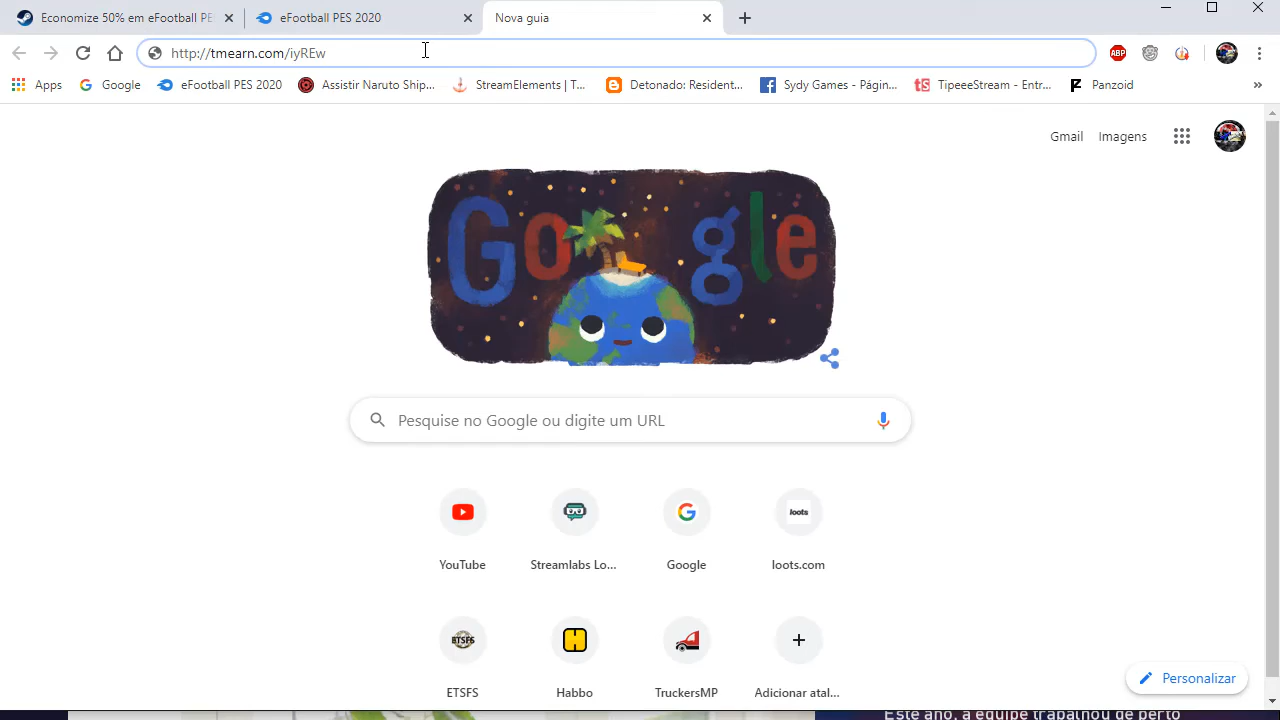 Economize 50% em eFootball PE
eFootball PES 2020
Nova guia
http://tmearn.com/iyREw
ABP
Apps
Google
eFootball PES 2020
Assistir Naruto Ship...
StreamElements | T...
Detonado: Resident...
Sydy Games - Págin...
TipeeeStream - Entr...
Panzoid
»
Gmail
Imagens
Google
Pesquise no Google ou digite um URL
loots
YouTube
Streamlabs Lo...
Google
loots.com
BTSFS
ETSFS
Habbo
TruckersMP
Adicionar atal...
Personalizar
Este ano, a equipe trabalhou de perto